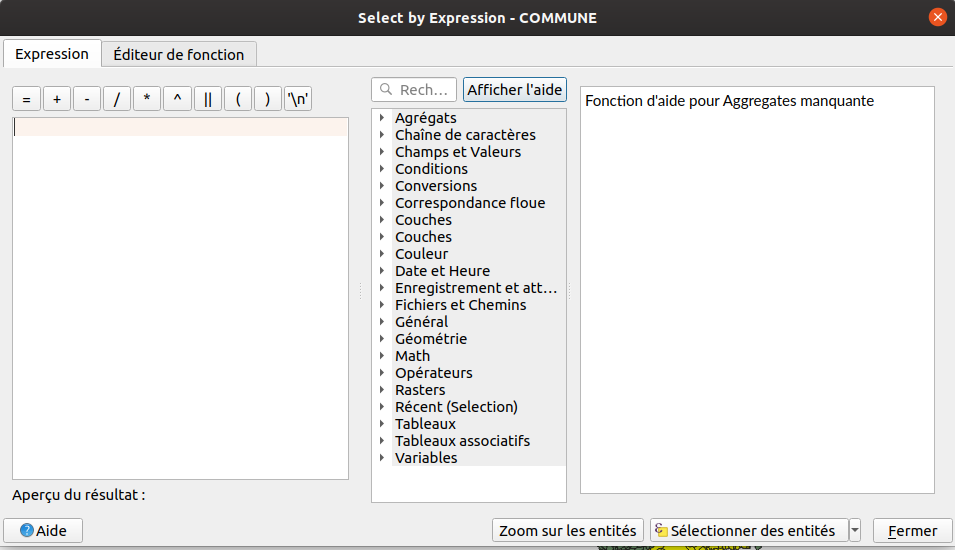 Select by Expression - COMMUNE
Expression
Éditeur de fonction
= + - / * ^ || ( ) '\n'
Rech…
Afficher l'aide
Agrégats
Chaîne de caractères
Champs et Valeurs
Conditions
Conversions
Correspondance floue
Couches
Couches
Couleur
Date et Heure
Enregistrement et att…
Fichiers et Chemins
Général
Géométrie
Math
Opérateurs
Rasters
Récent (Selection)
Tableaux
Tableaux associatifs
Variables
Fonction d'aide pour Aggregates manquante
Aperçu du résultat :
Aide
Zoom sur les entités
Sélectionner des entités
Fermer